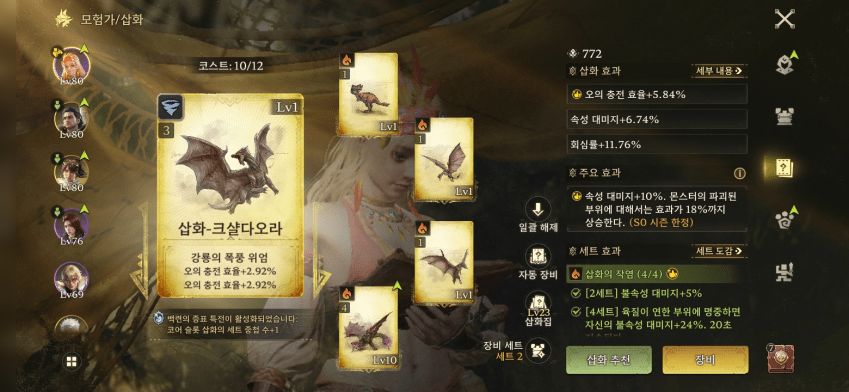 모험가/삽화
Lv80
Lv80
Lv80
Lv76
Lv69
코스트: 10/12
Lv1
3
삽화-크샬다오라
강룡의 폭풍 위엄
오의 충전 효율+2.92%
오의 충전 효율+2.92%
백련의 증표 특전이 활성화되었습니다:
코어 슬롯 삽화의 세트 중첩 수+1
1
Lv1
1
Lv1
1
Lv1
4
Lv10
일괄 해제
자동 장비
Lv23
삽화집
장비 세트
세트 2
772
삽화 효과
세부 내용
오의 충전 효율+5.84%
속성 대미지+6.74%
회심률+11.76%
주요 효과
속성 대미지+10%. 몬스터의 파괴된
부위에 대해서는 효과가 18%까지
상승한다. (SO 시즌 한정)
세트 효과
세트 도감
삽화의 작열 (4/4)
[2세트] 불속성 대미지+5%
[4세트] 육질이 연한 부위에 명중하면
자신의 불속성 대미지+24%. 20초
삽화 추천
장비
7